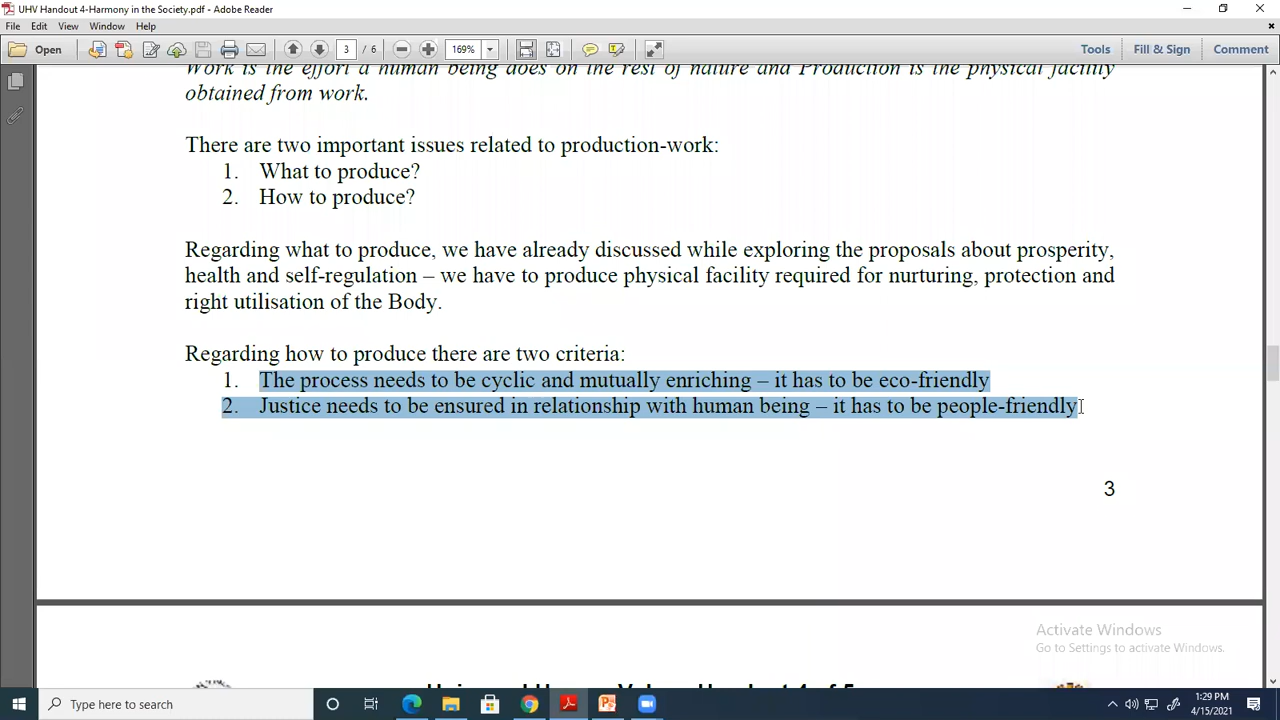 UHV Handout 4-Harmony in the Society.pdf - Adobe Reader
File Edit View Window Help
Open 3 / 6 169% Tools Fill & Sign Comment
Work is the effort a human being does on the rest of nature and Production is the physical facility
obtained from work.
There are two important issues related to production-work:
1. What to produce?
2. How to produce?
Regarding what to produce, we have already discussed while exploring the proposals about prosperity,
health and self-regulation – we have to produce physical facility required for nurturing, protection and
right utilisation of the Body.
Regarding how to produce there are two criteria:
1. The process needs to be cyclic and mutually enriching – it has to be eco-friendly
2. Justice needs to be ensured in relationship with human being – it has to be people-friendly
3
Activate Windows
Go to Settings to activate Windows.
Type here to search
1:29 PM
4/15/2021